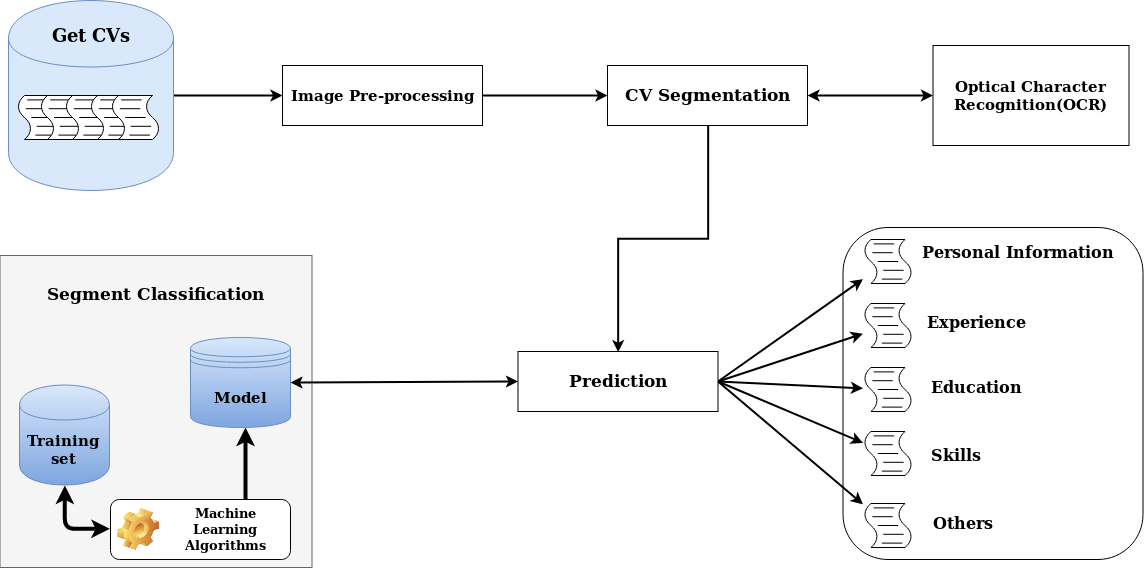 Get CVs
Image Pre-processing
CV Segmentation
Optical Character
Recognition(OCR)
Segment Classification
Model
Training
set
Machine
Learning
Algorithms
Prediction
Personal Information
Experience
Education
Skills
Others